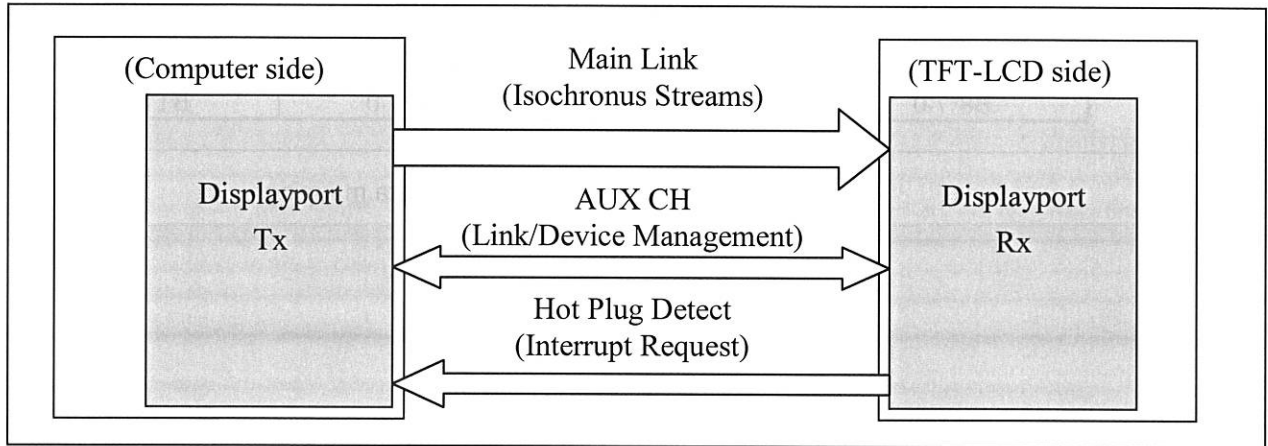 (Computer side)
Displayport
Tx
Main Link
(Isochronus Streams)
AUX CH
(Link/Device Management)
Hot Plug Detect
(Interrupt Request)
(TFT-LCD side)
Displayport
Rx